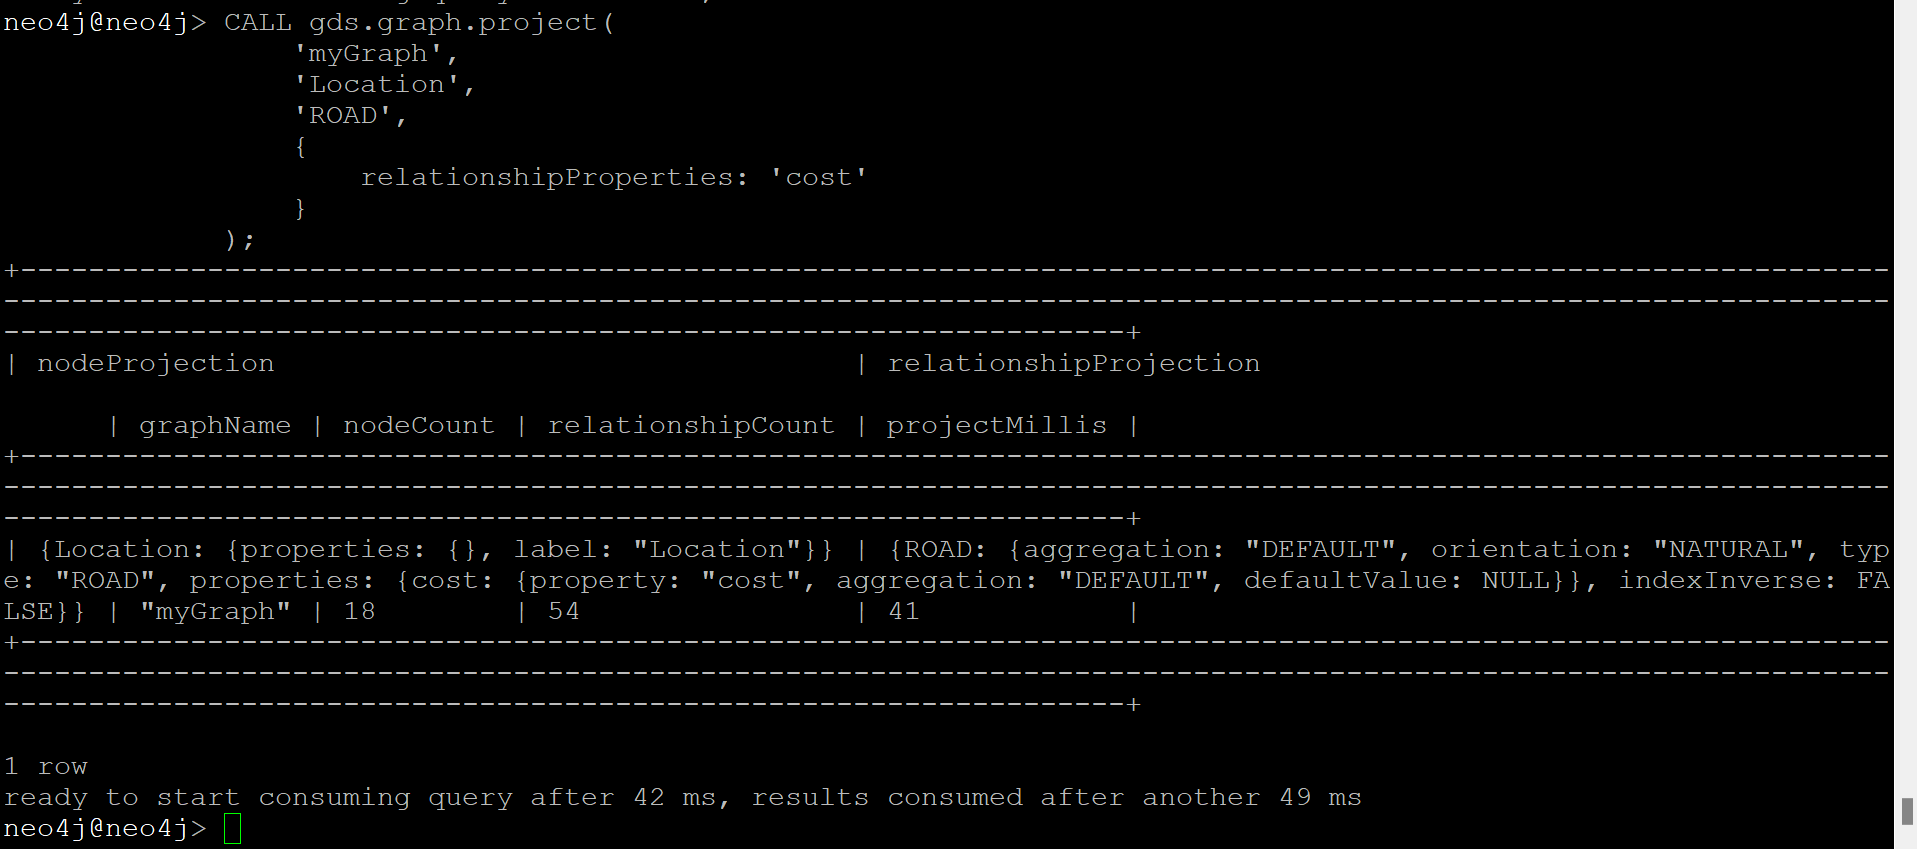 neo4j@neo4j> CALL gds.graph.project(
'myGraph',
'Location',
'ROAD',
{
relationshipProperties: 'cost'
}
);
+--------------------------------------------------------------------------------------------------------------
---------------------------------------------------------------------------------------------------------------
------------------------------------------------------------------+
| nodeProjection                                  | relationshipProjection
| graphName | nodeCount | relationshipCount | projectMillis |
+--------------------------------------------------------------------------------------------------------------
---------------------------------------------------------------------------------------------------------------
------------------------------------------------------------------+
| {Location: {properties: {}, label: "Location"}} | {ROAD: {aggregation: "DEFAULT", orientation: "NATURAL", typ
e: "ROAD", properties: {cost: {property: "cost", aggregation: "DEFAULT", defaultValue: NULL}}, indexInverse: FA
LSE}} | "myGraph" | 18        | 54                | 41            |
+--------------------------------------------------------------------------------------------------------------
---------------------------------------------------------------------------------------------------------------
------------------------------------------------------------------+
1 row
ready to start consuming query after 42 ms, results consumed after another 49 ms
neo4j@neo4j>